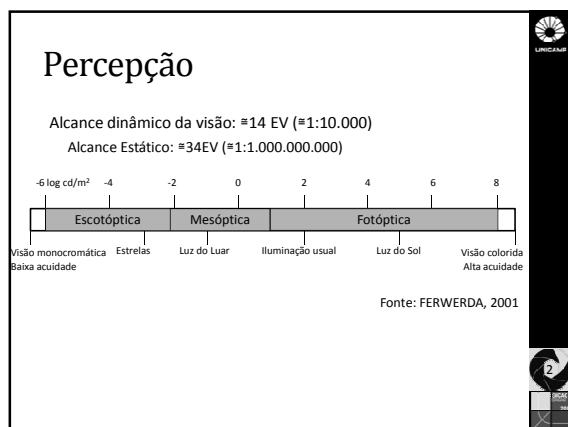 UNICAMP
Percepção
Alcance dinâmico da visão: ≅14 EV (≅1:10.000)
Alcance Estático: ≅34EV (≅1:1.000.000.000)
-6 log cd/m² -4 -2 0 2 4 6 8
Escotóptica Mesóptica Fotóptica
Visão monocromática Estrelas Luz do Luar Iluminação usual Luz do Sol Visão colorida
Baixa acuidade Alta acuidade
Fonte: FERWERDA, 2001
2